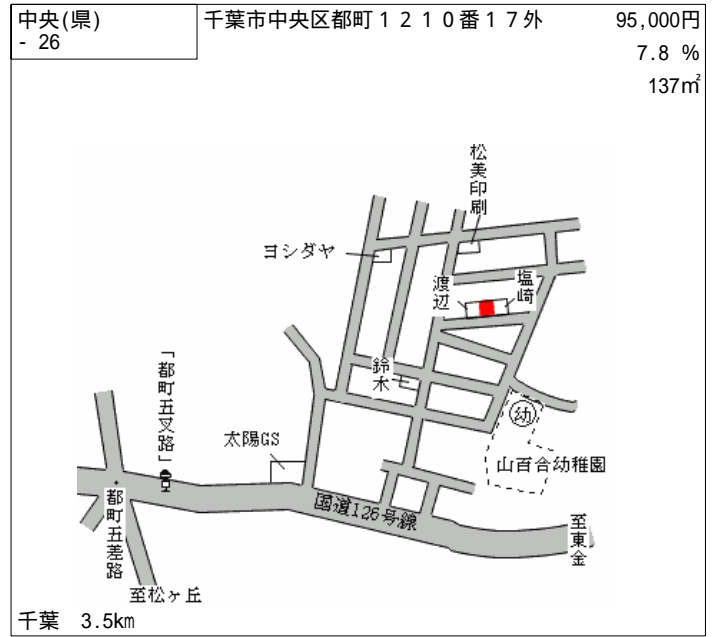 中央(県)
- 26
千葉市中央区都町１２１０番１７外
95,000円
7.8 %
137㎡
松美印刷
ヨシダヤ
渡辺
塩崎
鈴木
「都町五叉路」
太陽GS
幼
山百合幼稚園
国道126号線
都町五差路
至東金
至松ヶ丘
千葉 3.5km